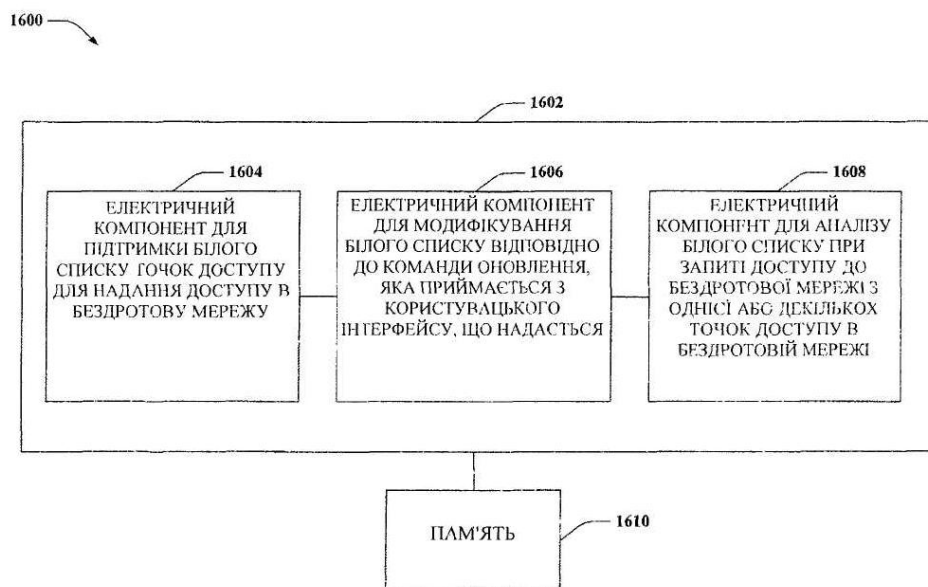 1600
1602
1604
ЕЛЕКТРИЧНИЙ
КОМПОНЕНТ ДЛЯ
ПІДТРИМКИ БІЛОГО
СПИСКУ ТОЧОК ДОСТУПУ
ДЛЯ НАДАННЯ ДОСТУПУ В
БЕЗДРОТОВУ МЕРЕЖУ
1606
ЕЛЕКТРИЧНИЙ КОМПОНЕНТ
ДЛЯ МОДИФІКУВАННЯ
БІЛОГО СПИСКУ ВІДПОВІДНО
ДО КОМАНДИ ОНОВЛЕННЯ,
ЯКА ПРИЙМАЄТЬСЯ З
КОРИСТУВАЦЬКОГО
ІНТЕРФЕЙСУ, ЩО НАДАЄТЬСЯ
1608
ЕЛЕКТРИЧНИЙ
КОМПОНЕНТ ДЛЯ АНАЛІЗУ
БІЛОГО СПИСКУ ПРИ
ЗАПИТІ ДОСТУПУ ДО
БЕЗДРОТОВОЇ МЕРЕЖІ З
ОДНІЄЇ АБО ДЕКІЛЬКОХ
ТОЧОК ДОСТУПУ В
БЕЗДРОТОВІЙ МЕРЕЖІ
ПАМ'ЯТЬ
1610